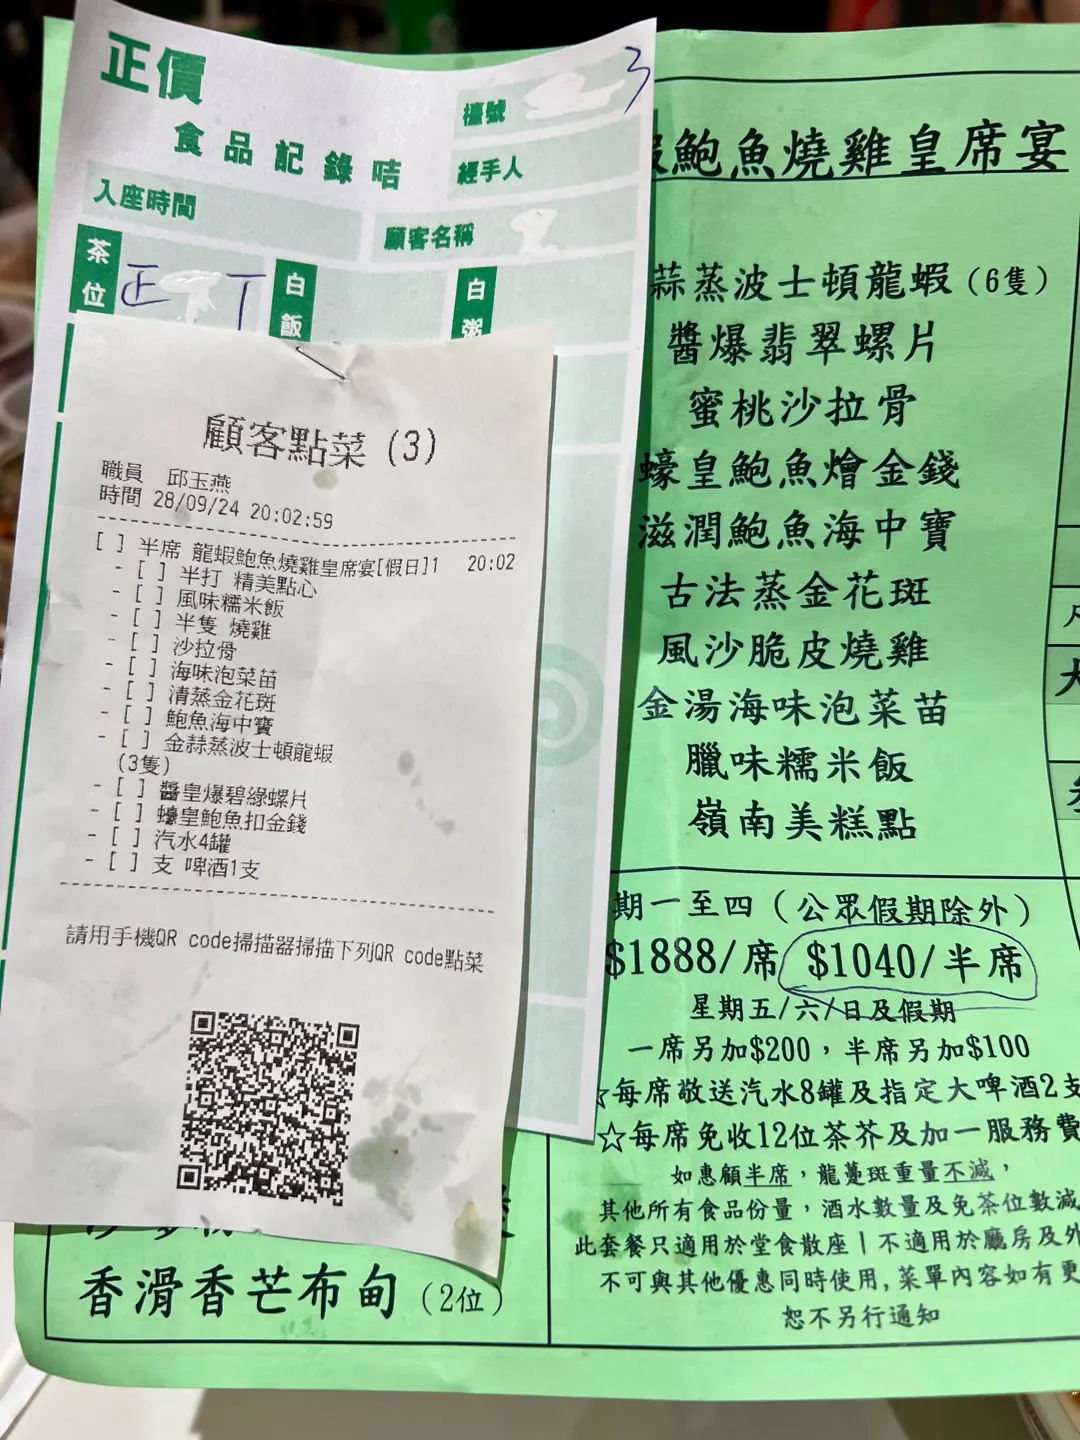 正價
食品記錄咭
檯號 3
經手人
入座時間
顧客名稱
茶位 正 丅
白飯
白粥
顧客點菜 (3)
職員 邱玉燕
時間 28/09/24 20:02:59
[ ] 半席 龍蝦鮑魚燒雞皇席宴[假日]1 20:02
- [ ] 半打 精美點心
- [ ] 風味糯米飯
- [ ] 半隻 燒雞
- [ ] 沙拉骨
- [ ] 海味泡菜苗
- [ ] 清蒸金花斑
- [ ] 鮑魚海中寶
- [ ] 金蒜蒸波士頓龍蝦
(3隻)
- [ ] 醬皇爆碧綠螺片
- [ ] 蠔皇鮑魚扣金錢
- [ ] 汽水4罐
- [ ] 支 啤酒1支
請用手機QR code掃描器掃描下列QR code點菜
香滑香芒布甸(2位)
鮑魚燒雞皇席宴
蒜蒸波士頓龍蝦(6隻)
醬爆翡翠螺片
蜜桃沙拉骨
蠔皇鮑魚燴金錢
滋潤鮑魚海中寶
古法蒸金花斑
風沙脆皮燒雞
金湯海味泡菜苗
臘味糯米飯
嶺南美糕點
期一至四(公眾假期除外)
$1888/席 $1040/半席
星期五/六/日及假期
一席另加$200,半席另加$100
☆每席敬送汽水8罐及指定大啤酒2支
☆每席免收12位茶芥及加一服務費
如惠顧半席,龍躉斑重量不減,
其他所有食品份量,酒水數量及免茶位數減
此套餐只適用於堂食散座|不適用於廳房及外
不可與其他優惠同時使用,菜單內容如有更
恕不另行通知